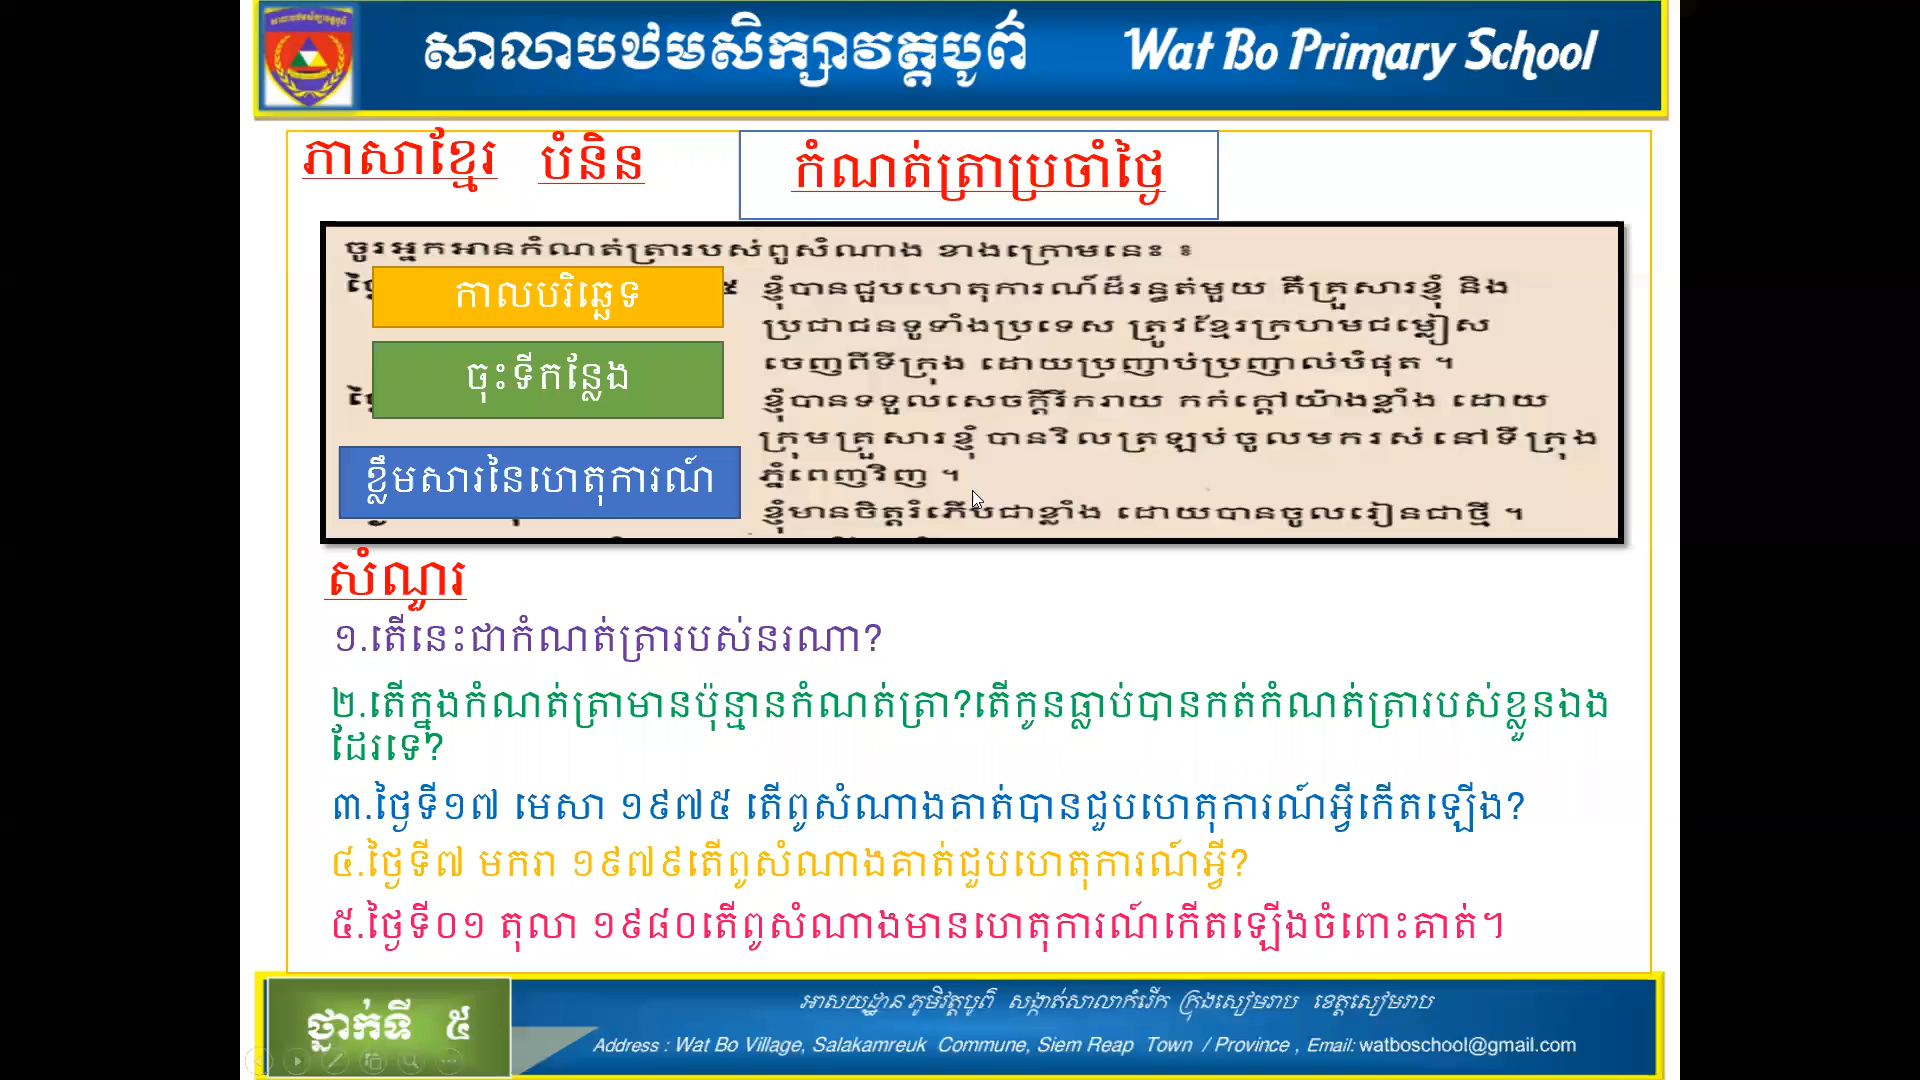 សាលាបឋមសិក្សាវត្តបូព៌ Wat Bo Primary School
ភាសាខ្មែរ បំនិន កំណត់ត្រាប្រចាំថ្ងៃ
ចូរអ្នកអានកំណត់ត្រារបស់ពូសំណាង ខាងក្រោមនេះ ៖
កាលបរិច្ឆេទ ៥ ខ្ញុំបានជួបហេតុការណ៍ដ៏រន្ធត់មួយ គឺគ្រួសារខ្ញុំ និង
ប្រជាជនទូទាំងប្រទេស ត្រូវខ្មែរក្រហមជម្លៀស
ចុះទីកន្លែង ចេញពីទីក្រុង ដោយប្រញាប់ប្រញាល់បំផុត ។
ខ្ញុំបានទទួលសេចក្ដីរីករាយ កក់ក្ដៅយ៉ាងខ្លាំង ដោយ
ក្រុមគ្រួសារខ្ញុំបានវិលត្រឡប់ចូលមករស់នៅទីក្រុង
ខ្លឹមសារនៃហេតុការណ៍ ភ្នំពេញវិញ ។
ខ្ញុំមានចិត្តរំភើបជាខ្លាំង ដោយបានចូលរៀនជាថ្មី ។
សំណួរ
១.តើនេះជាកំណត់ត្រារបស់នរណា?
២.តើក្នុងកំណត់ត្រាមានប៉ុន្មានកំណត់ត្រា?តើកូនធ្លាប់បានកត់កំណត់ត្រារបស់ខ្លួនឯង
ដែរទេ?
៣.ថ្ងៃទី១៧ មេសា ១៩៧៥ តើពូសំណាងគាត់បានជួបហេតុការណ៍អ្វីកើតឡើង?
៤.ថ្ងៃទី៧ មករា ១៩៧៩តើពូសំណាងគាត់ជួបហេតុការណ៍អ្វី?
៥.ថ្ងៃទី០១ តុលា ១៩៨០តើពូសំណាងមានហេតុការណ៍កើតឡើងចំពោះគាត់។
អាសយដ្ឋាន ភូមិវត្តបូព៌ សង្កាត់សាលាកំរើក ក្រុងសៀមរាប ខេត្តសៀមរាប
ថ្នាក់ទី ៥
Address : Wat Bo Village, Salakamreuk Commune, Siem Reap Town / Province , Email: watboschool@gmail.com